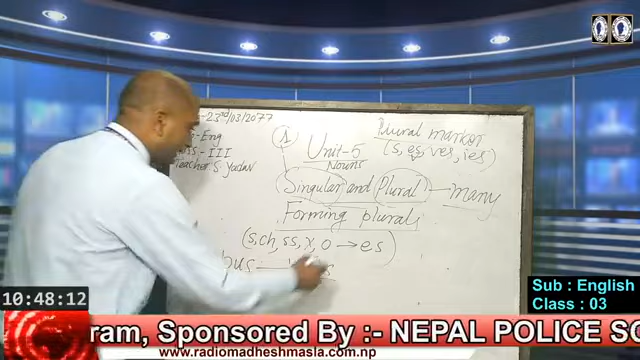 23rd/03/2077
Eng
III
Teacher S. Yadav
A
Unit-5
Nouns
Plural marker
(s, es, ves, ies)
Singular and Plural — many
Forming plurals
(s, ch, ss, x, o → es
bus
Sub : English
Class : 03
10:48:12
ram, Sponsored By :- NEPAL POLICE SC
www.radiomadheshmasla.com.np